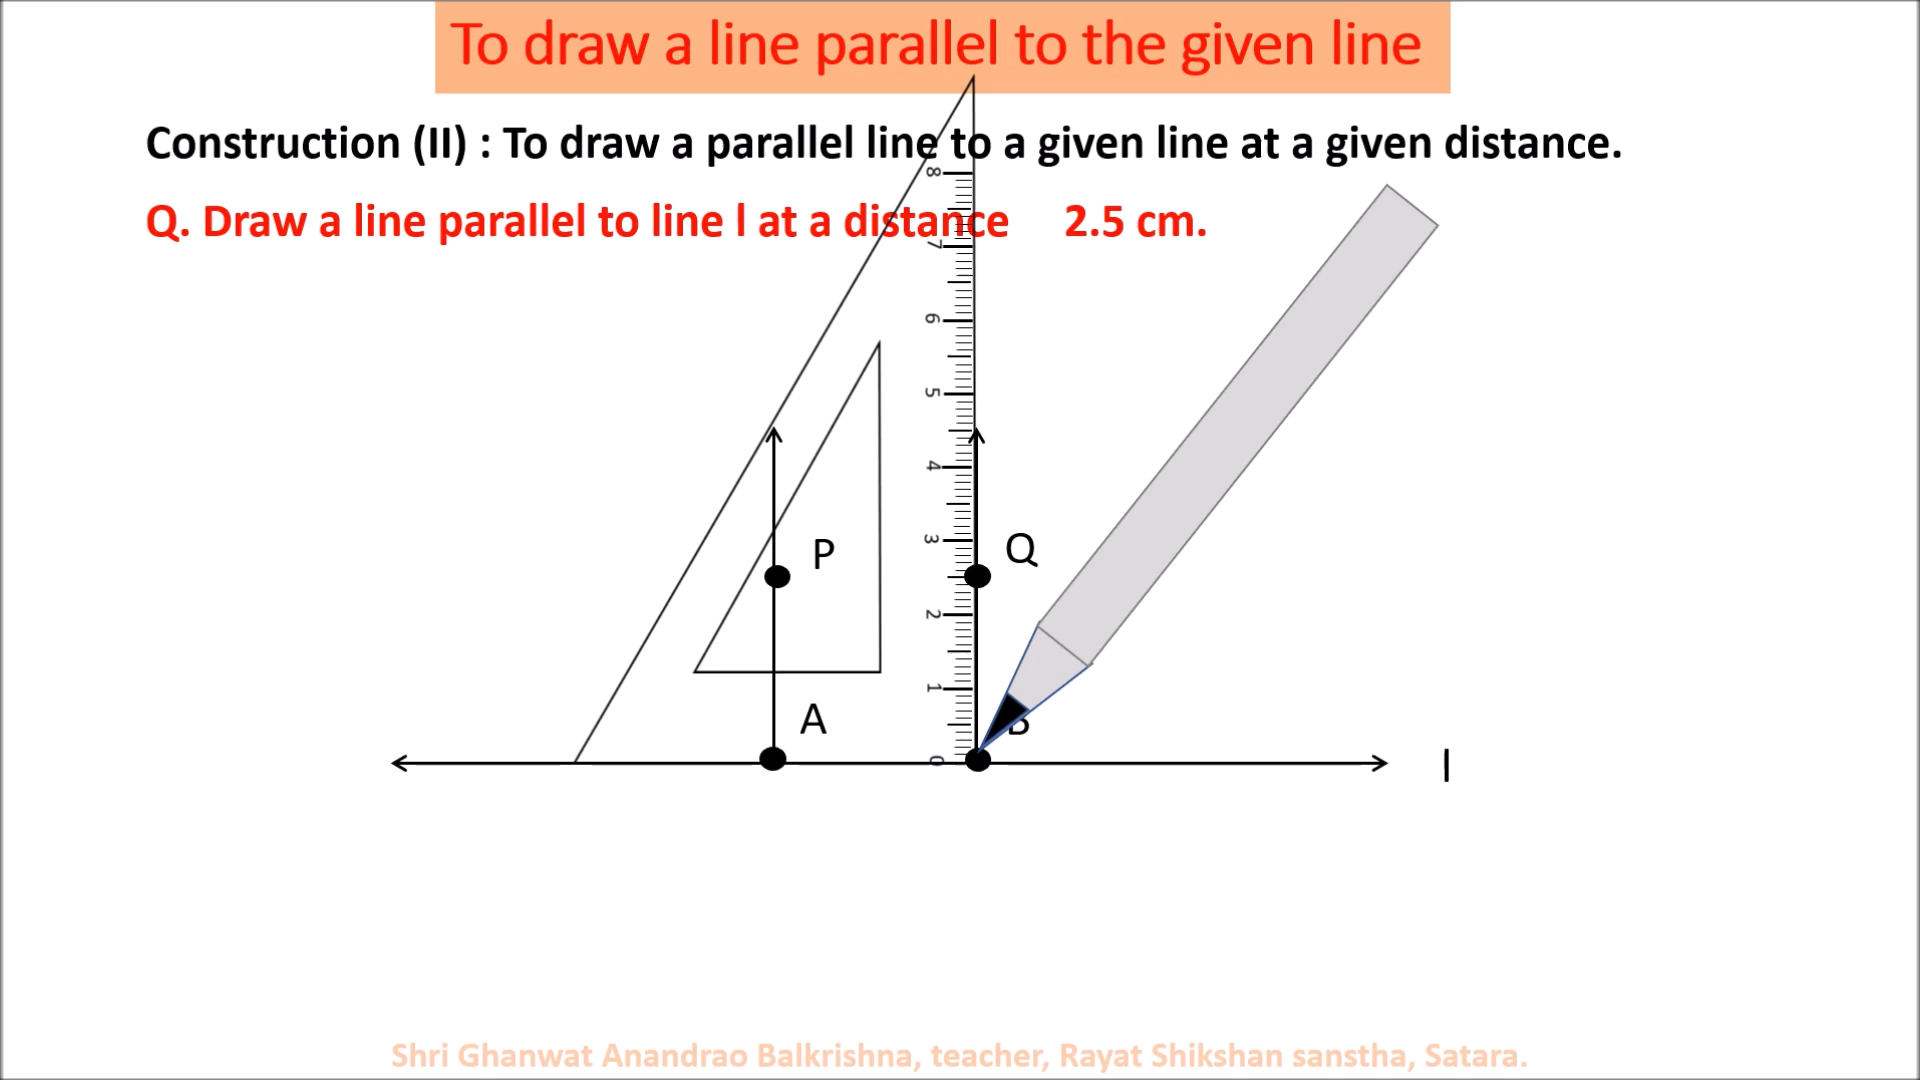 To draw a line parallel to the given line
Construction (II) : To draw a parallel line to a given line at a given distance.
Q. Draw a line parallel to line l at a distance 2.5 cm.
8
7
6
5
4
3
2
1
0
P
Q
A
B
l
Shri Ghanwat Anandrao Balkrishna, teacher, Rayat Shikshan sanstha, Satara.